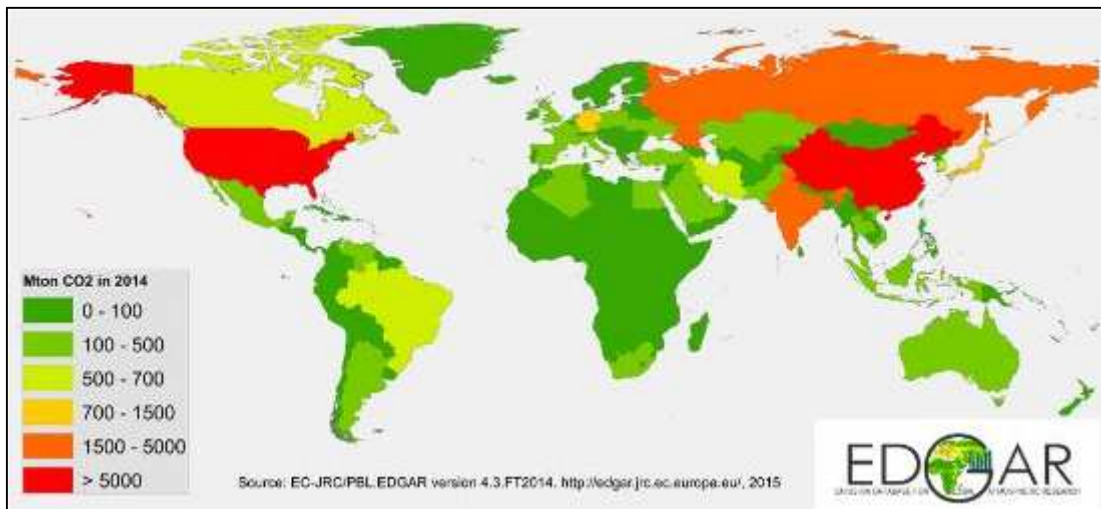 Mton CO2 in 2014
0 - 100
100 - 500
500 - 700
700 - 1500
1500 - 5000
> 5000
Source: EC-JRC/PBL.EDGAR version 4.3.FT2014. http://edgar.jrc.ec.europa.eu/, 2015
EDGAR